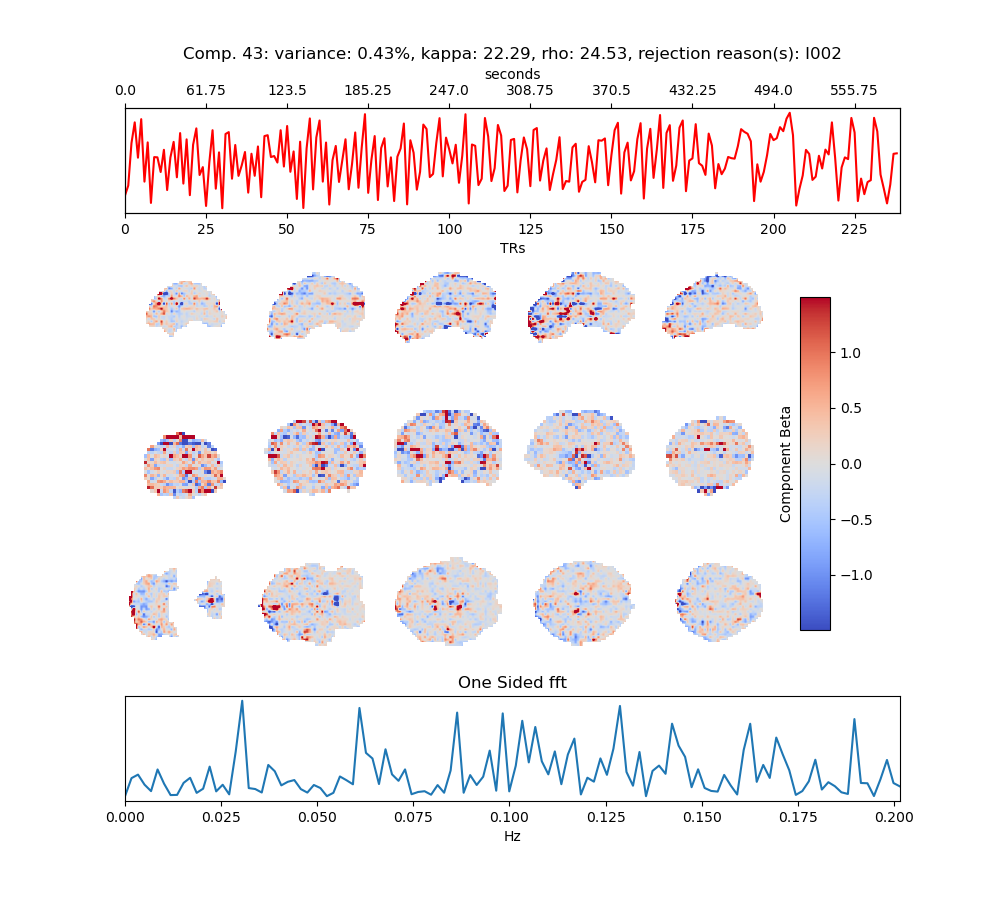 Comp. 43: variance: 0.43%, kappa: 22.29, rho: 24.53, rejection reason(s): I002
seconds
0.0 61.75 123.5 185.25 247.0 308.75 370.5 432.25 494.0 555.75
0 25 50 75 100 125 150 175 200 225
TRs
1.0
0.5
0.0
−0.5
−1.0
Component Beta
One Sided fft
0.000 0.025 0.050 0.075 0.100 0.125 0.150 0.175 0.200
Hz